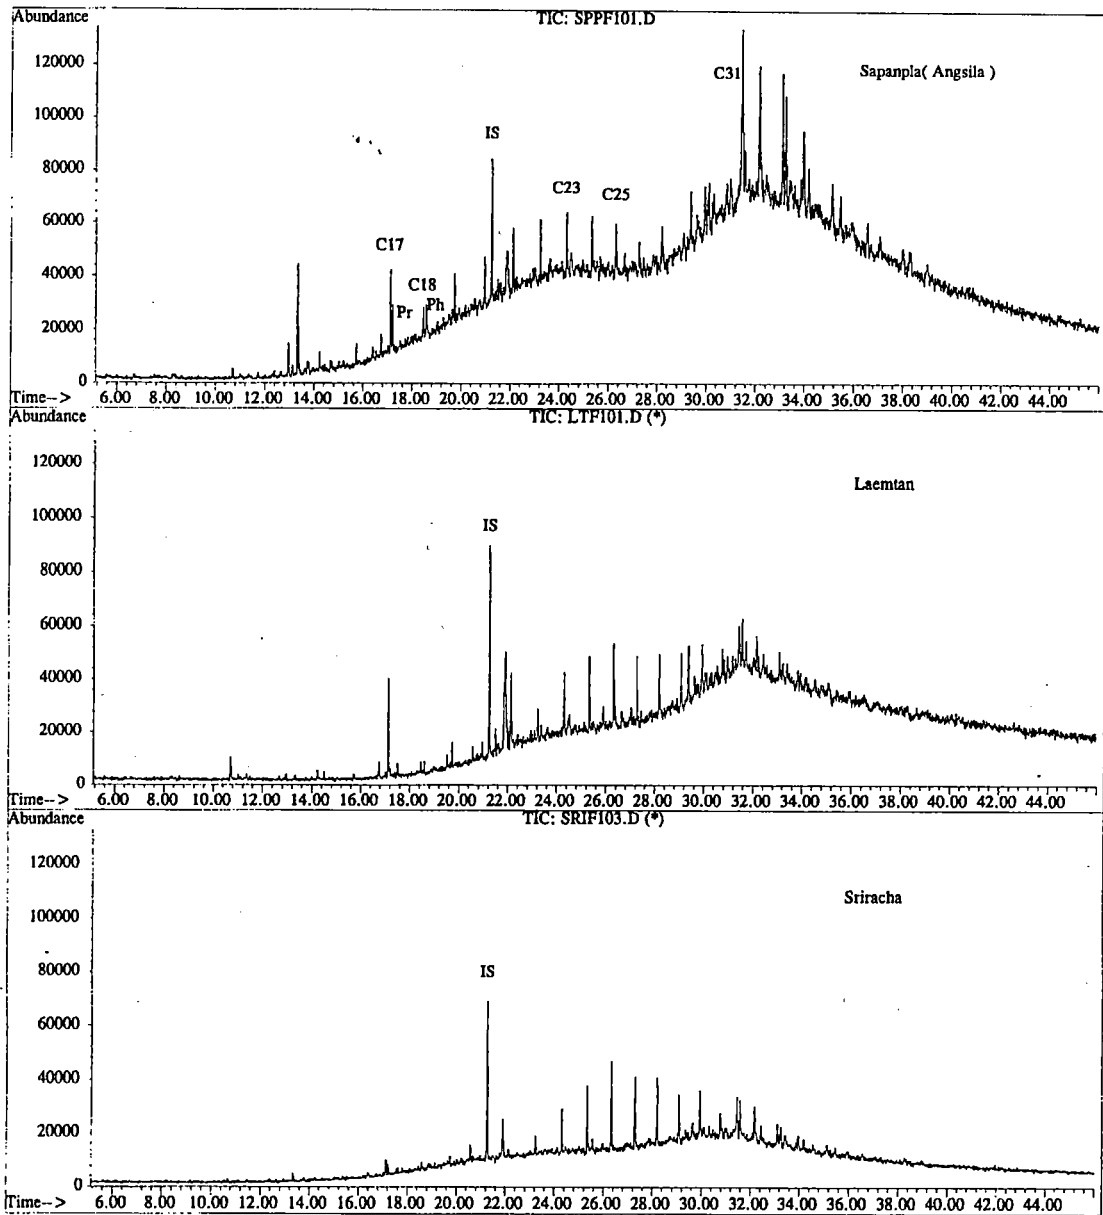 Abundance
TIC: SPPF101.D
120000
100000
80000
60000
40000
20000
0
Sapanpla( Angsila )
C31
IS
C23
C25
C17
C18
Pr
Ph
Time-->
6.00 8.00 10.00 12.00 14.00 16.00 18.00 20.00 22.00 24.00 26.00 28.00 30.00 32.00 34.00 36.00 38.00 40.00 42.00 44.00
Abundance
TIC: LTF101.D (*)
120000
100000
80000
60000
40000
20000
0
Laemtan
IS
Time-->
6.00 8.00 10.00 12.00 14.00 16.00 18.00 20.00 22.00 24.00 26.00 28.00 30.00 32.00 34.00 36.00 38.00 40.00 42.00 44.00
Abundance
TIC: SRIF103.D (*)
120000
100000
80000
60000
40000
20000
0
Sriracha
IS
Time-->
6.00 8.00 10.00 12.00 14.00 16.00 18.00 20.00 22.00 24.00 26.00 28.00 30.00 32.00 34.00 36.00 38.00 40.00 42.00 44.00